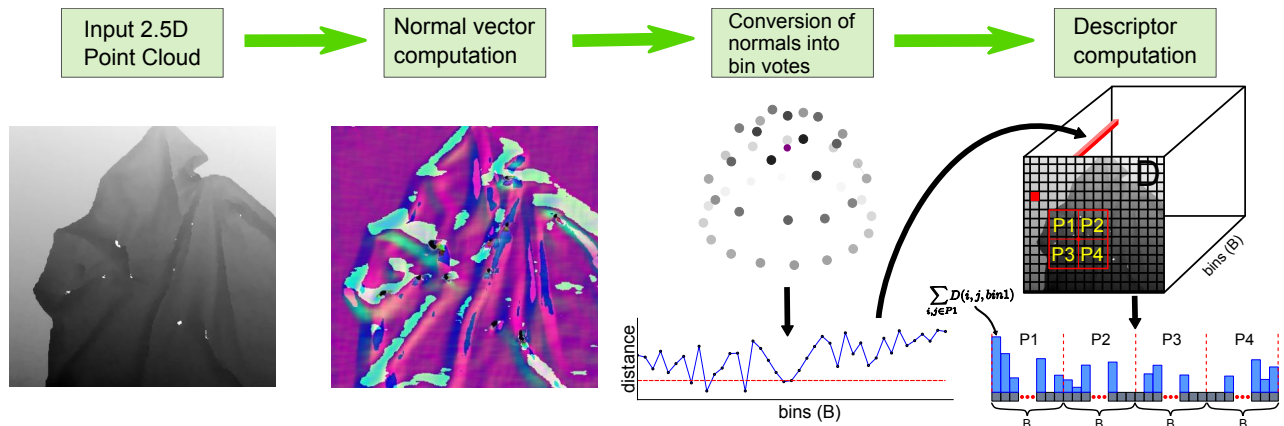 Input 2.5D
Point Cloud
Normal vector
computation
Conversion of
normals into
bin votes
Descriptor
computation
D
P1 P2
P3 P4
bins (B)
distance
bins (B)
∑ D(i, j, bin1)
i,j∈P1
P1 P2 P3 P4
B B B B